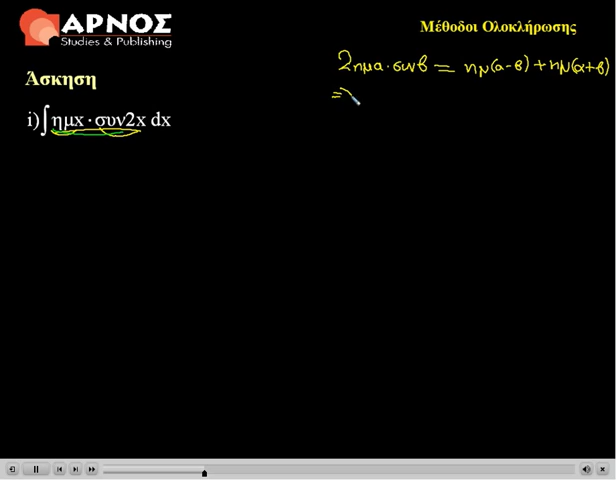 ΑΡΝΟΣ
Studies & Publishing
Μέθοδοι Ολοκλήρωσης
2ημα · συνβ = ημ(α-β) + ημ(α+β)
=>
Άσκηση
i) ∫ ημx · συν2x dx